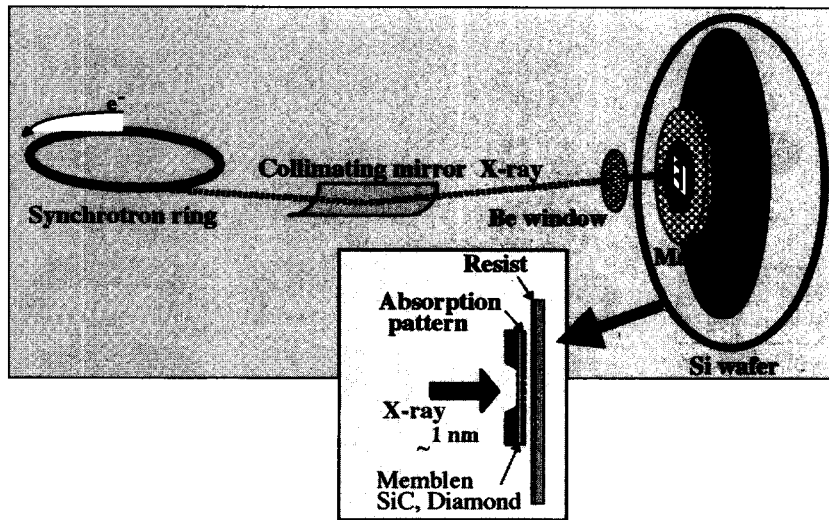 e⁻
Collimating mirror X-ray
Synchrotron ring
Be window
Si wafer
Resist
Absorption
pattern
X-ray
~1 nm
Memblen
SiC, Diamond